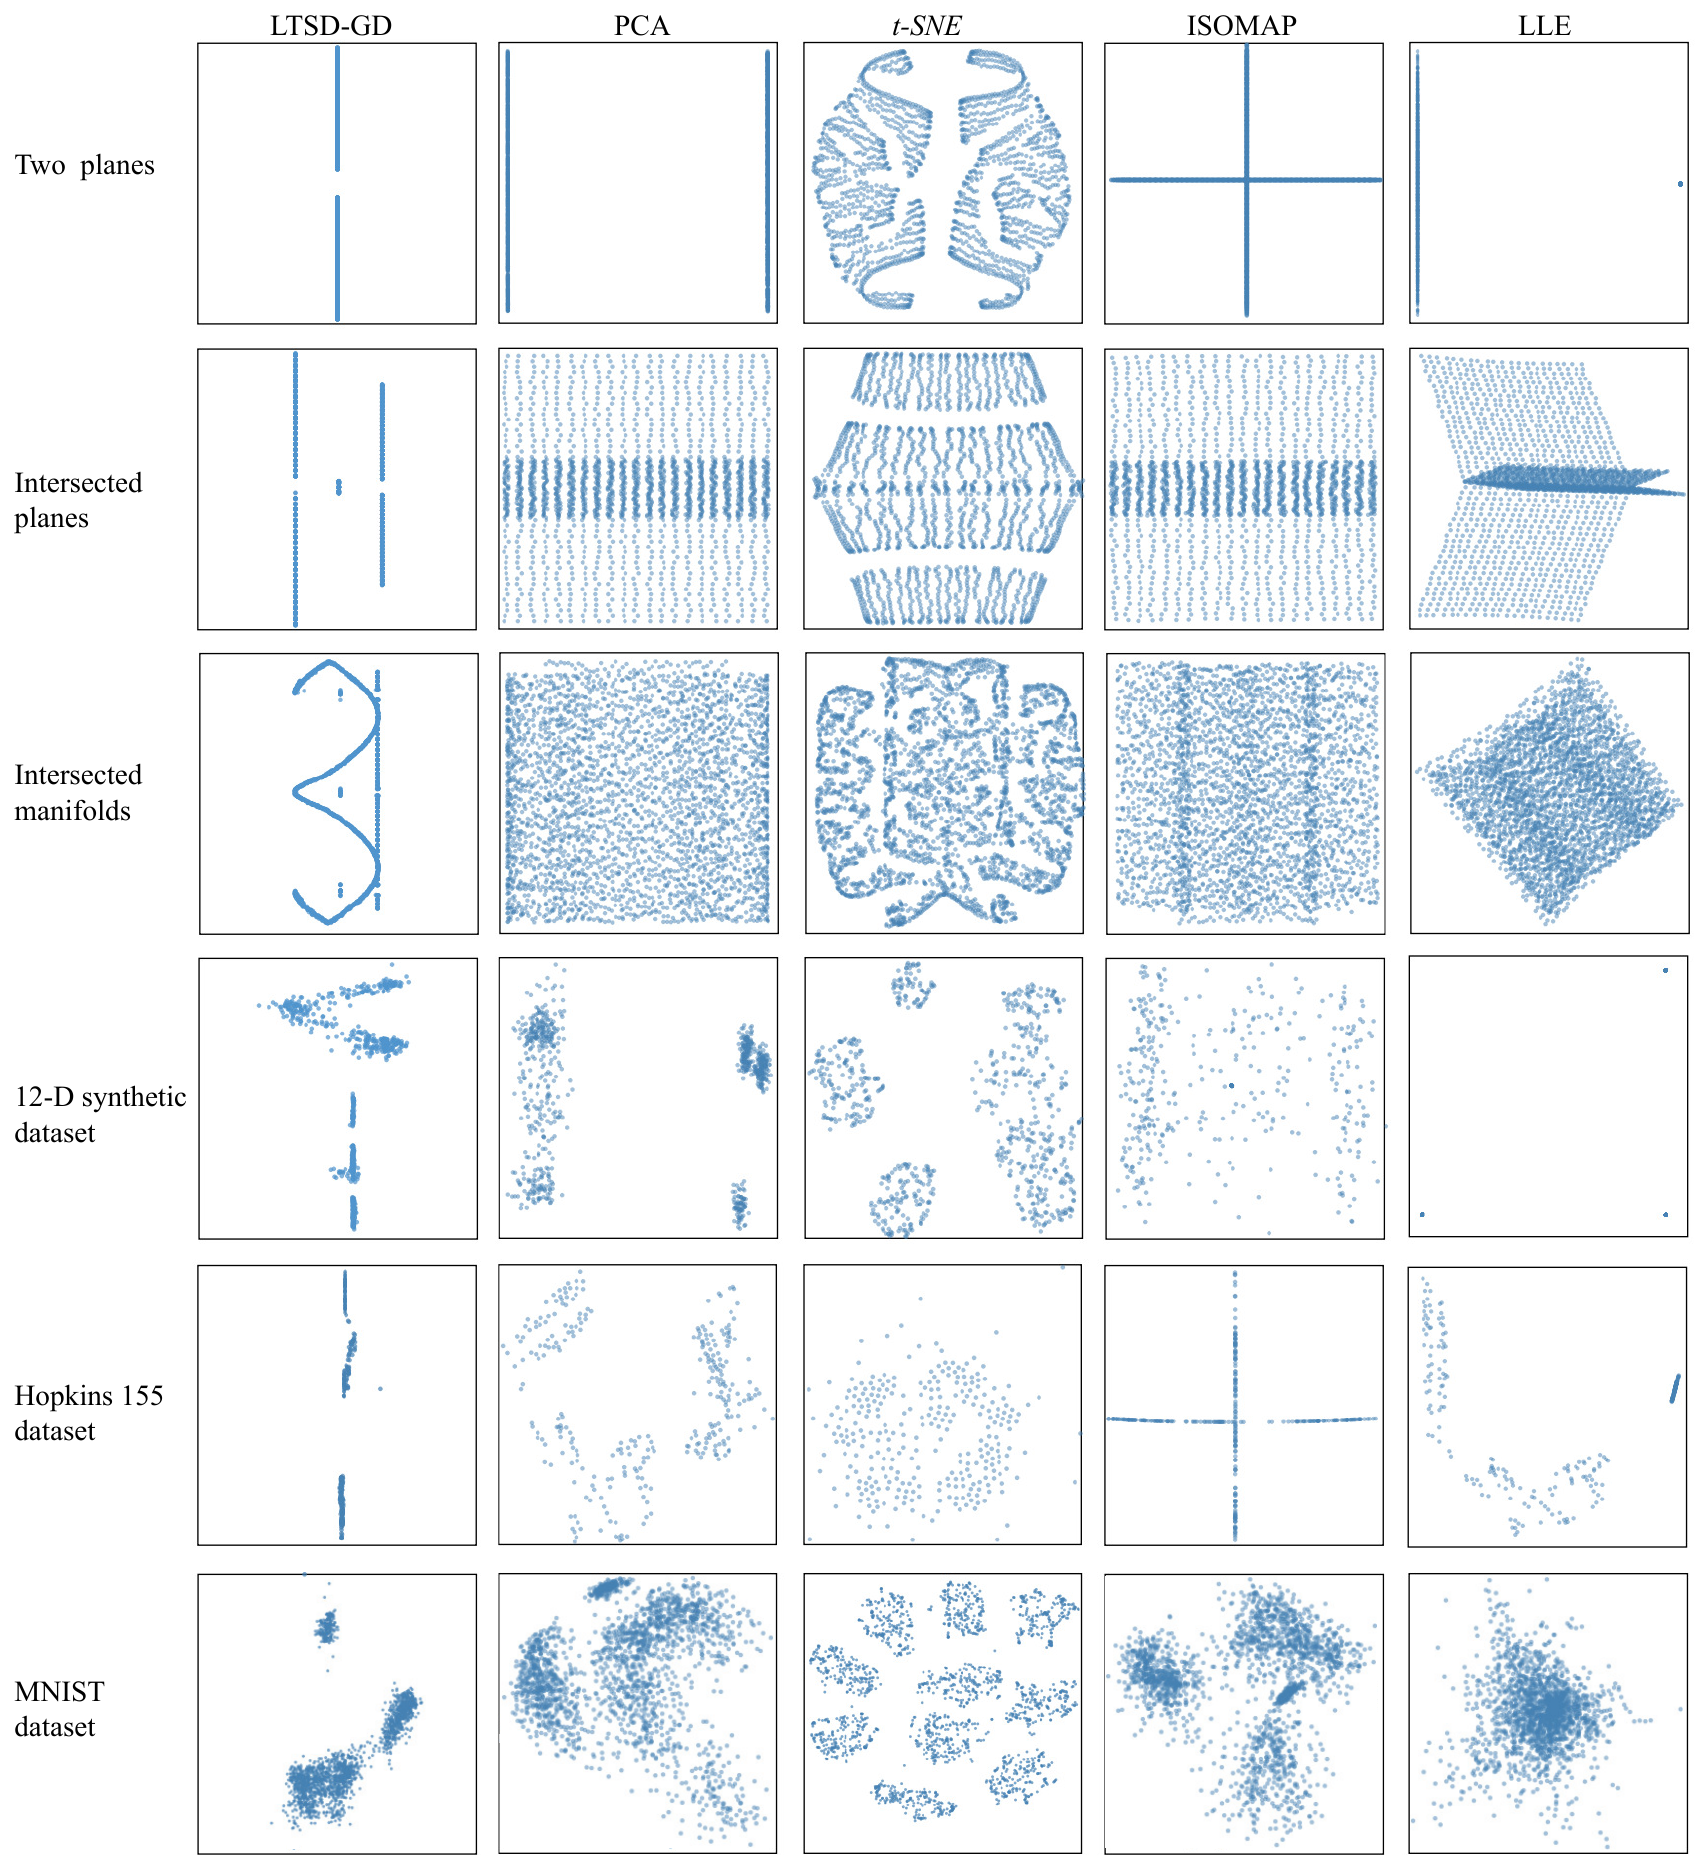 LTSD-GD PCA t-SNE ISOMAP LLE
Two planes
Intersected
planes
Intersected
manifolds
12-D synthetic
dataset
Hopkins 155
dataset
MNIST
dataset